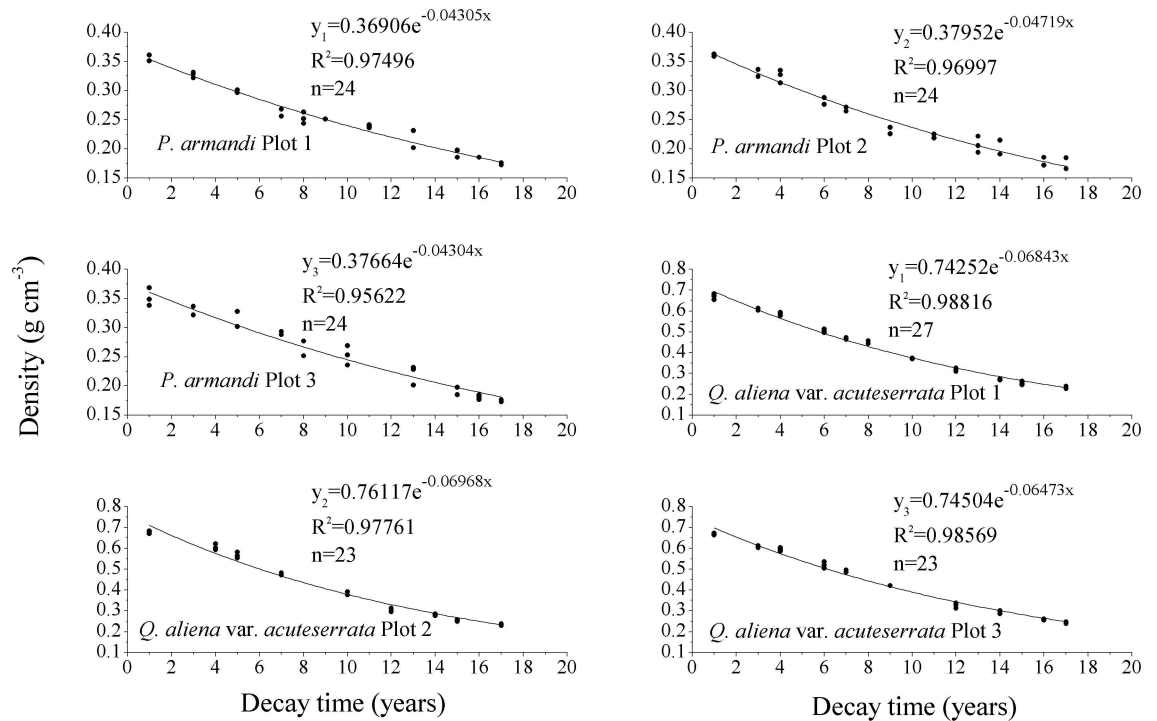 y₁=0.36906e^-0.04305x
R²=0.97496
n=24
P. armandi Plot 1
0.40
0.35
0.30
0.25
0.20
0.15
0 2 4 6 8 10 12 14 16 18 20
y₂=0.37952e^-0.04719x
R²=0.96997
n=24
P. armandi Plot 2
0.40
0.35
0.30
0.25
0.20
0.15
0 2 4 6 8 10 12 14 16 18 20
Density (g cm⁻³)
y₃=0.37664e^-0.04304x
R²=0.95622
n=24
P. armandi Plot 3
0.40
0.35
0.30
0.25
0.20
0.15
0 2 4 6 8 10 12 14 16 18 20
y₁=0.74252e^-0.06843x
R²=0.98816
n=27
Q. aliena var. acuteserrata Plot 1
0.8
0.7
0.6
0.5
0.4
0.3
0.2
0.1
0 2 4 6 8 10 12 14 16 18 20
y₂=0.76117e^-0.06968x
R²=0.97761
n=23
Q. aliena var. acuteserrata Plot 2
0.8
0.7
0.6
0.5
0.4
0.3
0.2
0.1
0 2 4 6 8 10 12 14 16 18 20
Decay time (years)
y₃=0.74504e^-0.06473x
R²=0.98569
n=23
Q. aliena var. acuteserrata Plot 3
0.8
0.7
0.6
0.5
0.4
0.3
0.2
0.1
0 2 4 6 8 10 12 14 16 18 20
Decay time (years)